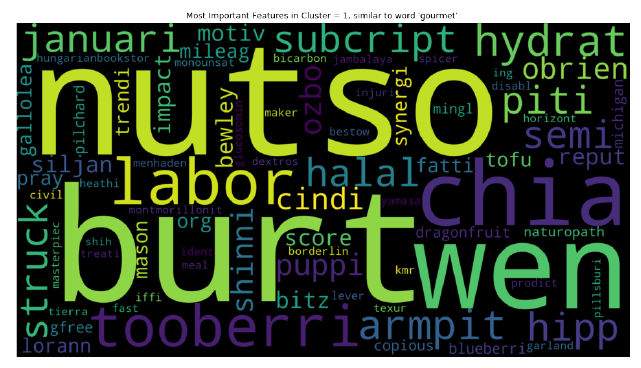 Most Important Features in Cluster = 1, similar to word 'gourmet'
januari
motiv
subcript
hydrat
hungarianbookstor
mileag
monounsat
bicarbon
jambalaya
spicer
ing
disabl
obrien
gallolea
pilchard
trendi
impact
nutso
bewley
glucosomin
maker
ozbo
injuri
synergi
mingl
piti
horizont
michigan
bestow
semi
siljan
menhaden
dextros
halal
fatti
tofu
reput
pray
heathi
labor
cindi
chia
civil
montmorillonit
yamasa
dragonfruit
naturopath
struck
masterpiec
shih
treati
mason
org
ident
meal
shinni
score
borderlin
puppi
kmr
burt
wen
prodict
pillsburi
tierra
fast
iffi
bitz
lever
texur
gfree
tooberri
armpit
hipp
lorann
copious
blueberri
garland